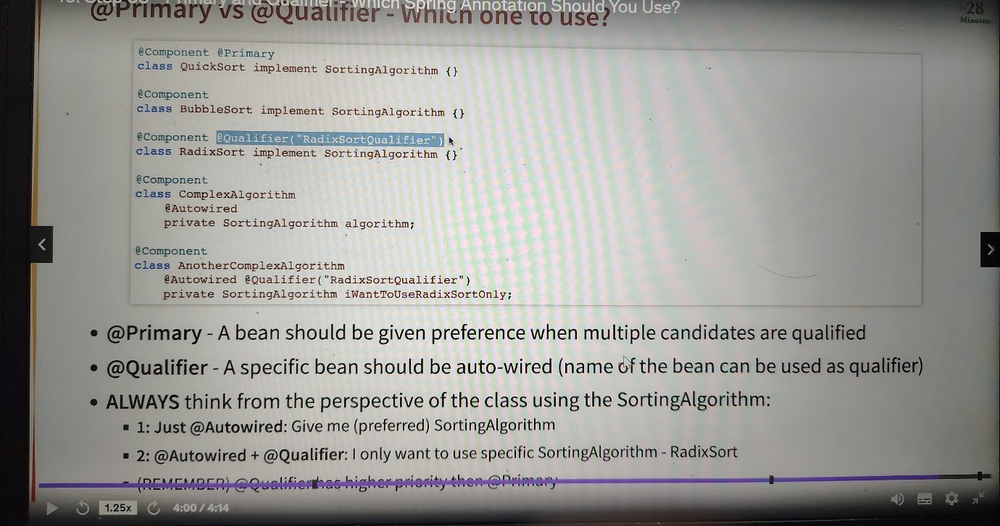 Primary and Qualifier - Which Spring Annotation Should You Use?
@Primary vs @Qualifier - Which one to use?
28
Minutes
@Component @Primary
class QuickSort implement SortingAlgorithm {}
@Component
class BubbleSort implement SortingAlgorithm {}
@Component @Qualifier("RadixSortQualifier")
class RadixSort implement SortingAlgorithm {}
@Component
class ComplexAlgorithm
@Autowired
private SortingAlgorithm algorithm;
@Component
class AnotherComplexAlgorithm
@Autowired @Qualifier("RadixSortQualifier")
private SortingAlgorithm iWantToUseRadixSortOnly;
• @Primary - A bean should be given preference when multiple candidates are qualified
• @Qualifier - A specific bean should be auto-wired (name of the bean can be used as qualifier)
• ALWAYS think from the perspective of the class using the SortingAlgorithm:
▪ 1: Just @Autowired: Give me (preferred) SortingAlgorithm
▪ 2: @Autowired + @Qualifier: I only want to use specific SortingAlgorithm - RadixSort
▪ (REMEMBER) @Qualifier has higher priority then @Primary
1.25x
4:00 / 4:14